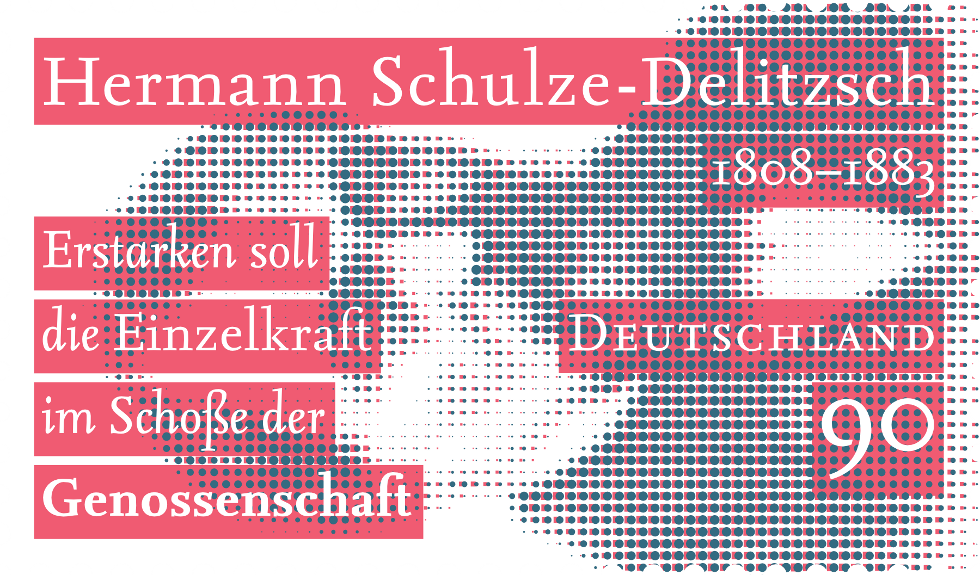 Hermann Schulze-Delitzsch
1808–1883
Erstarken soll
die Einzelkraft
im Schoße der
Genossenschaft
DEUTSCHLAND
90